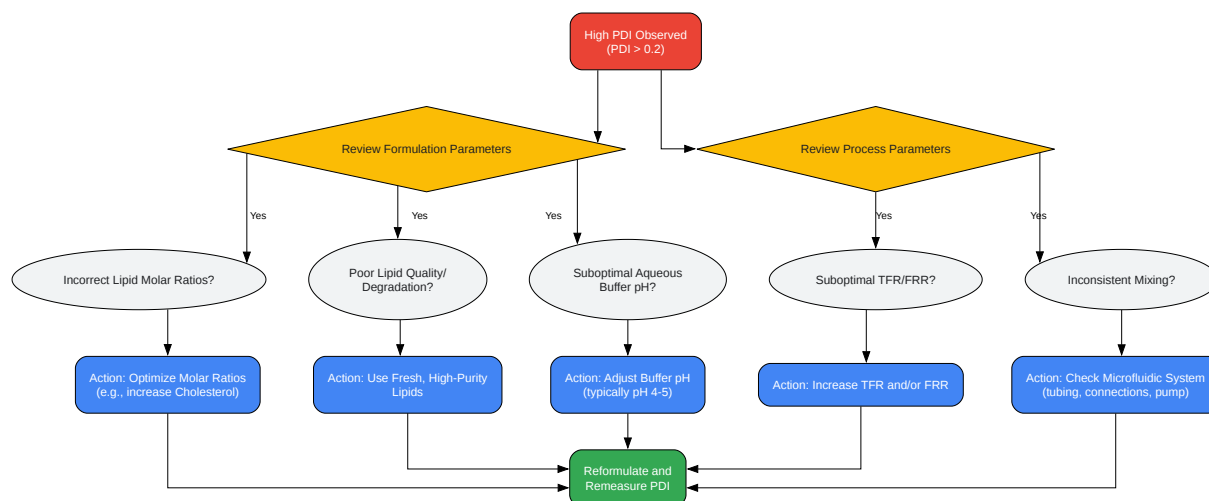 High PDI Observed
(PDI > 0.2)
Review Formulation Parameters
Review Process Parameters
Yes
Yes
Yes
Yes
Yes
Incorrect Lipid Molar Ratios?
Poor Lipid Quality/
Degradation?
Suboptimal Aqueous
Buffer pH?
Suboptimal TFR/FRR?
Inconsistent Mixing?
Action: Optimize Molar Ratios
(e.g., increase Cholesterol)
Action: Use Fresh, High-Purity
Lipids
Action: Adjust Buffer pH
(typically pH 4-5)
Action: Increase TFR and/or FRR
Action: Check Microfluidic System
(tubing, connections, pump)
Reformulate and
Remeasure PDI